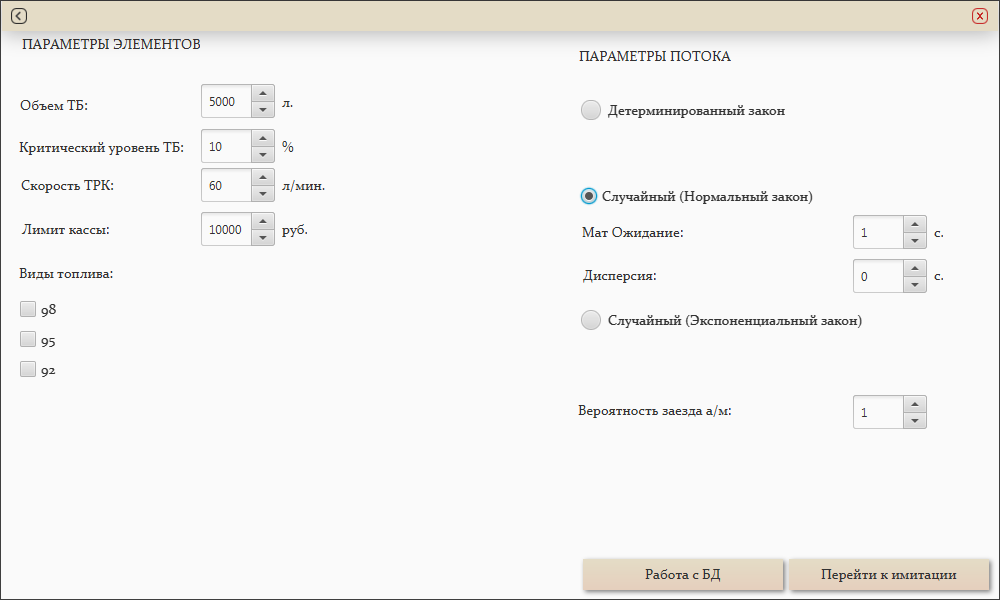 ПАРАМЕТРЫ ЭЛЕМЕНТОВ
Объем ТБ: 5000 л.
Критический уровень ТБ: 10 %
Скорость ТРК: 60 л/мин.
Лимит кассы: 10000 руб.
Виды топлива:
98
95
92
ПАРАМЕТРЫ ПОТОКА
Детерминированный закон
Случайный (Нормальный закон)
Мат Ожидание: 1 с.
Дисперсия: 0 с.
Случайный (Экспоненциальный закон)
Вероятность заезда а/м: 1
Работа с БД
Перейти к имитации